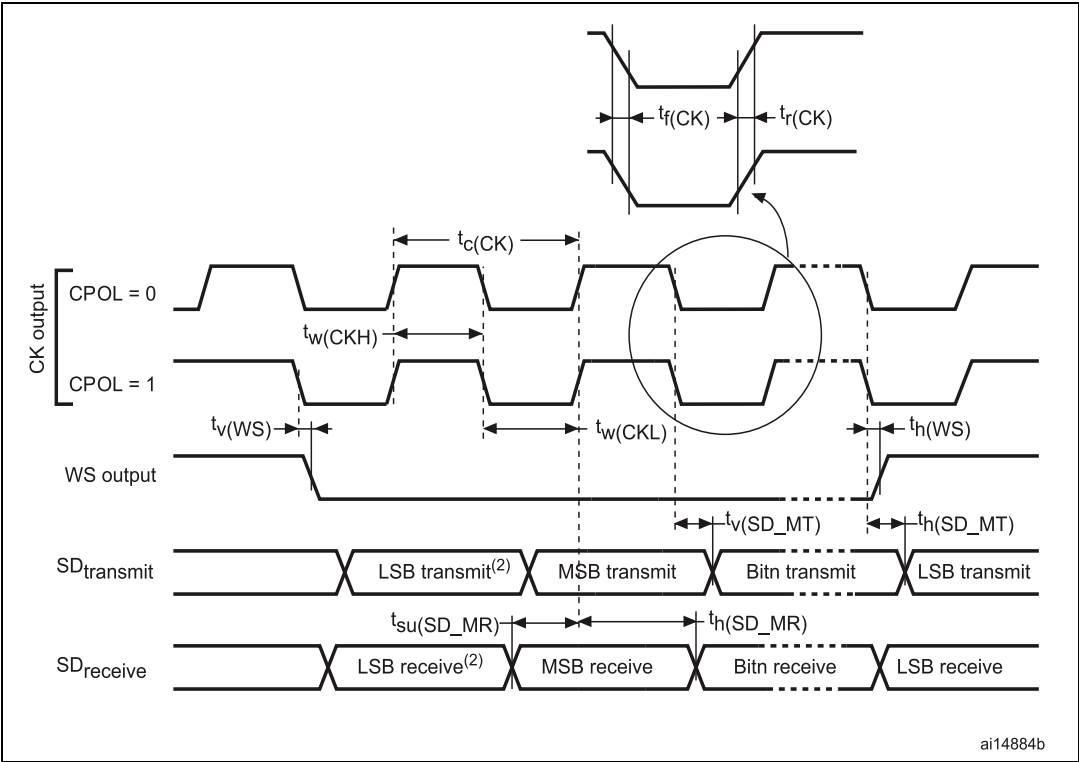 tf(CK)
tr(CK)
tc(CK)
CK output
CPOL = 0
tw(CKH)
CPOL = 1
tv(WS)
tw(CKL)
th(WS)
WS output
tv(SD_MT)
th(SD_MT)
SDtransmit
LSB transmit(2)
MSB transmit
Bitn transmit
LSB transmit
tsu(SD_MR)
th(SD_MR)
SDreceive
LSB receive(2)
MSB receive
Bitn receive
LSB receive
ai14884b